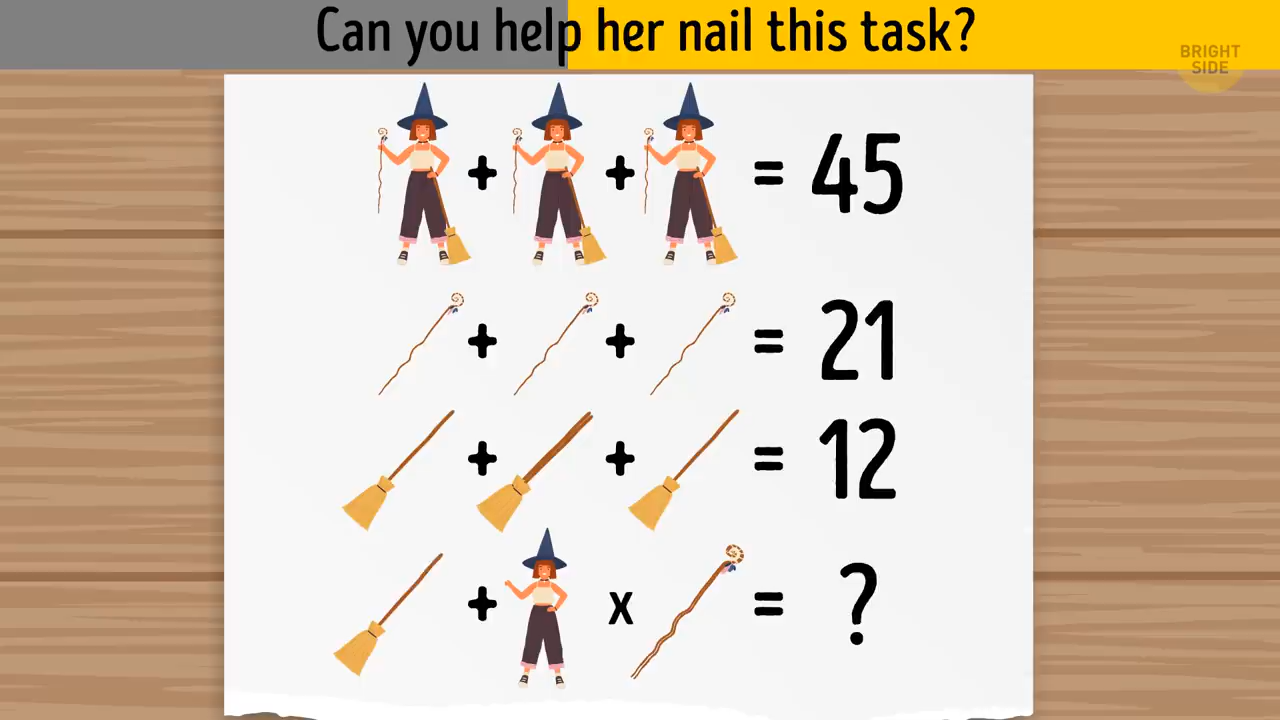 Can you help her nail this task?
BRIGHT
SIDE
+ + = 45
+ + = 21
+ + = 12
+ x = ?